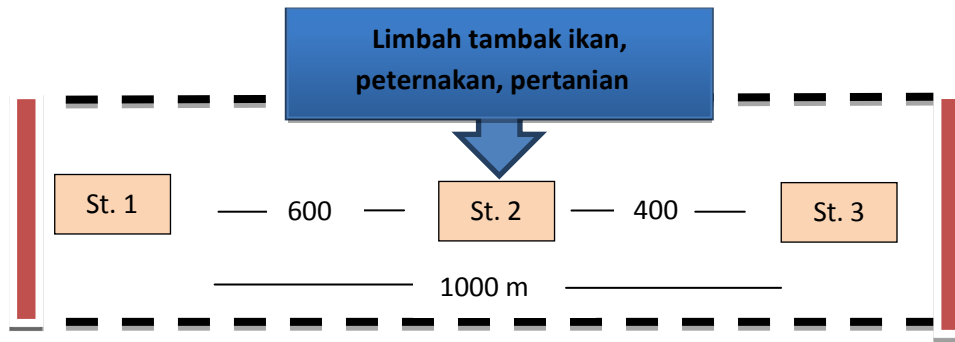 Limbah tambak ikan,
peternakan, pertanian
St. 1
600
St. 2
400
St. 3
1000 m